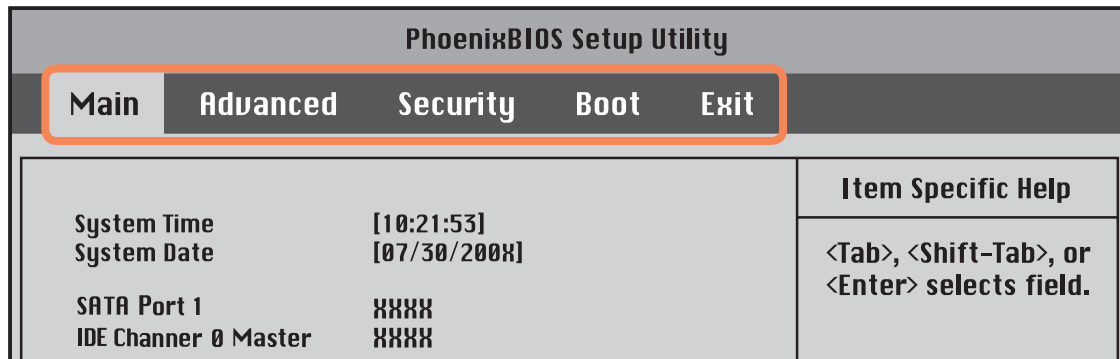 PhoenixBIOS Setup Utility
Main Advanced Security Boot Exit
System Time [10:21:53]
System Date [07/30/200X]
SATA Port 1 XXXX
IDE Channer 0 Master XXXX
Item Specific Help
<Tab>, <Shift-Tab>, or
<Enter> selects field.